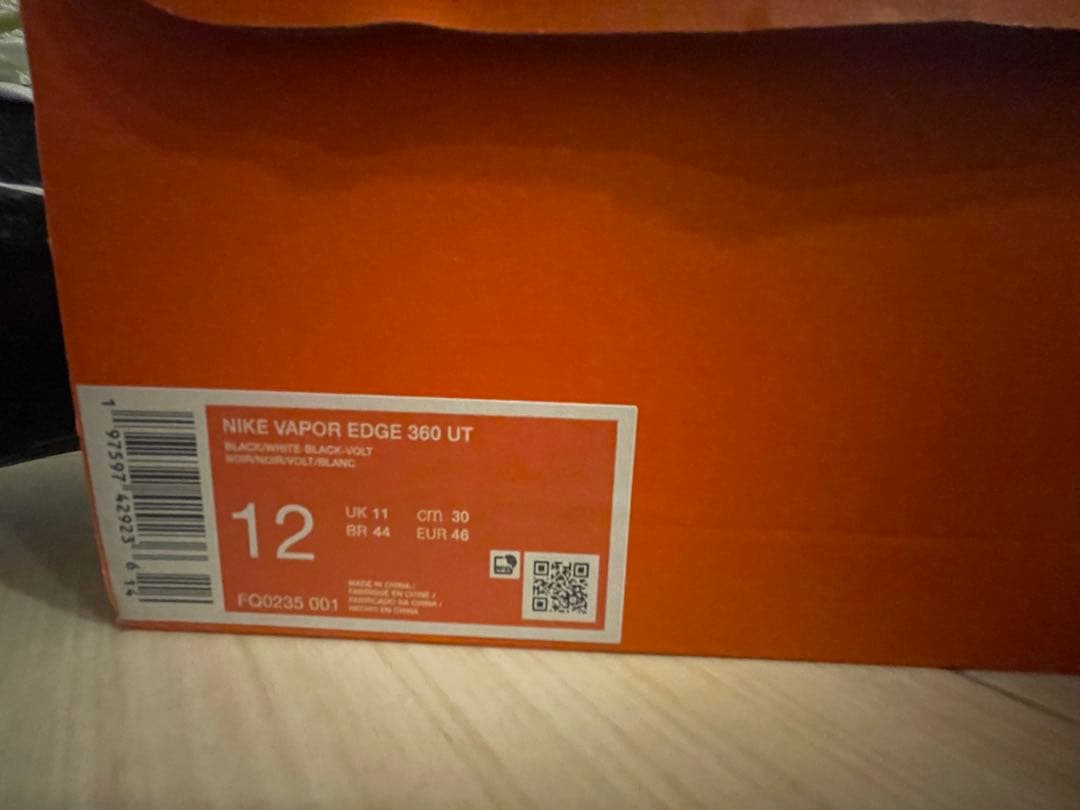 NIKE VAPOR EDGE 360 UT
BLACK/WHITE-BLACK-VOLT
NOIR/NOIR/VOLT/BLANC
12
UK 11 cm 30
BR 44 EUR 46
FQ0235 001
MADE IN CHINA /
FABRIQUÉ EN CHINE /
FABRICADO NA CHINA /
HECHO EN CHINA
1 97597 42923 6 14